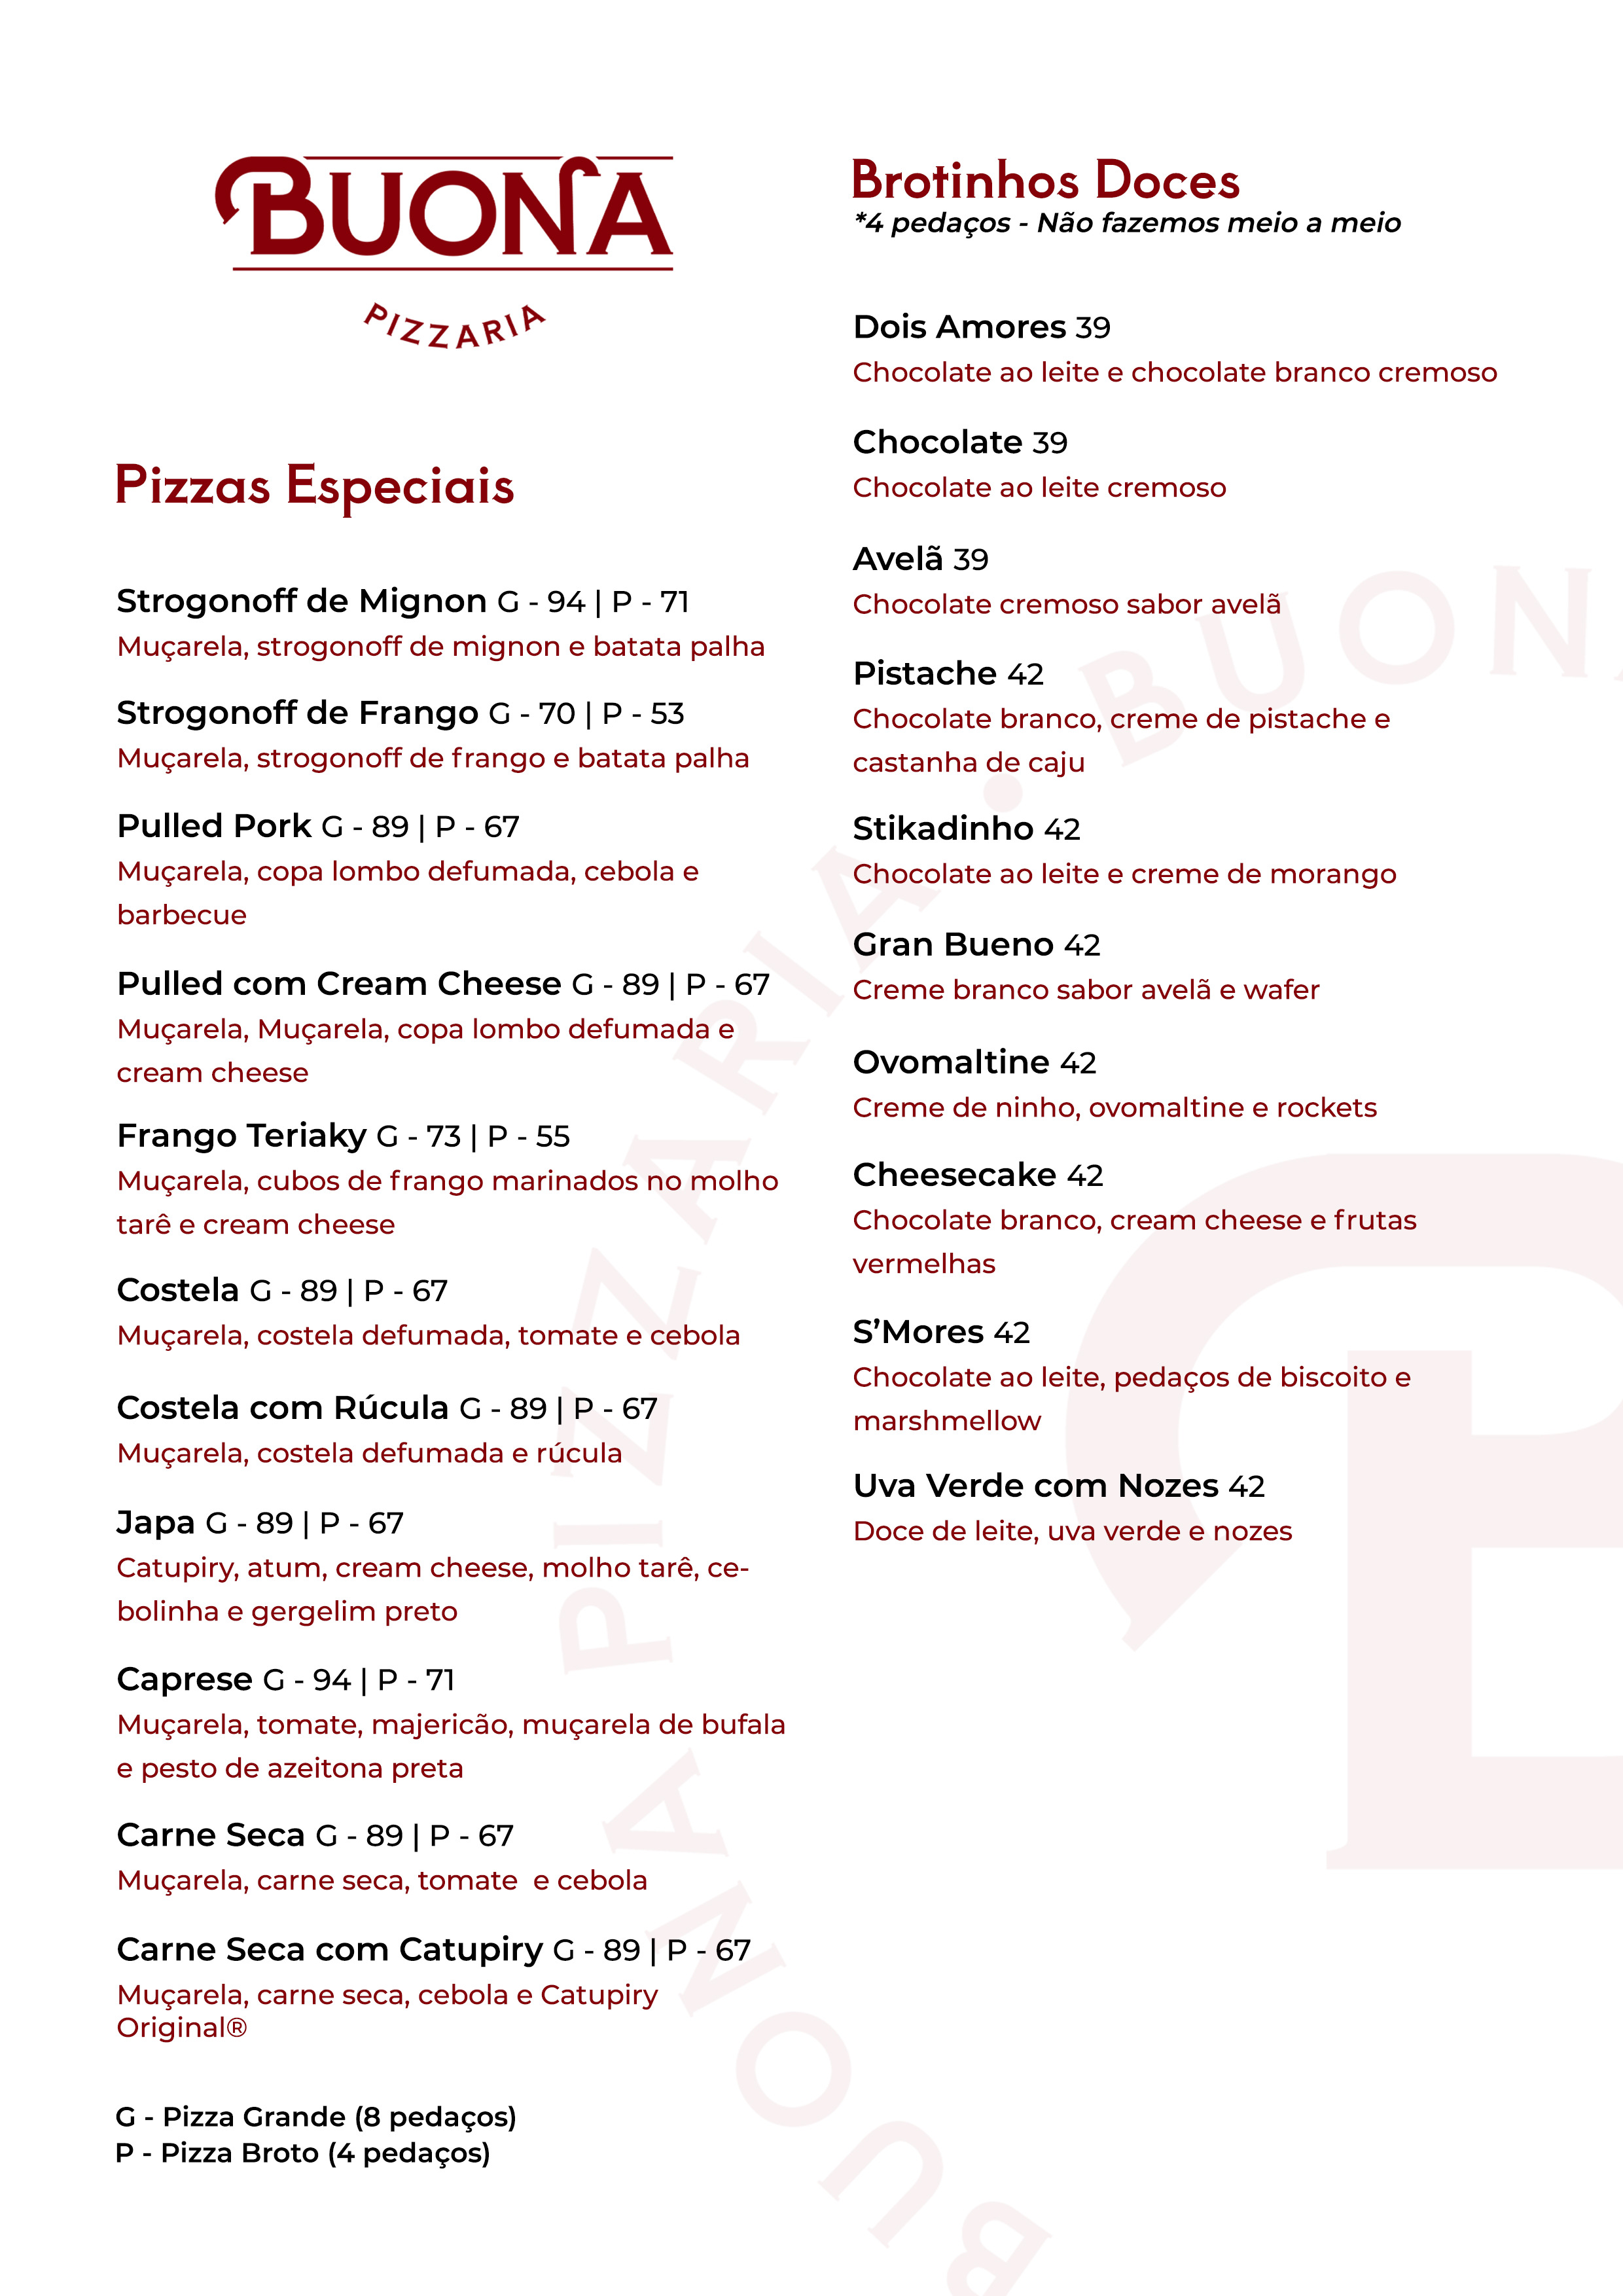 BUONA
PIZZARIA
Pizzas Especiais
Strogonoff de Mignon G - 94 | P - 71
Muçarela, strogonoff de mignon e batata palha
Strogonoff de Frango G - 70 | P - 53
Muçarela, strogonoff de frango e batata palha
Pulled Pork G - 89 | P - 67
Muçarela, copa lombo defumada, cebola e
barbecue
Pulled com Cream Cheese G - 89 | P - 67
Muçarela, Muçarela, copa lombo defumada e
cream cheese
Frango Teriaky G - 73 | P - 55
Muçarela, cubos de frango marinados no molho
tarê e cream cheese
Costela G - 89 | P - 67
Muçarela, costela defumada, tomate e cebola
Costela com Rúcula G - 89 | P - 67
Muçarela, costela defumada e rúcula
Japa G - 89 | P - 67
Catupiry, atum, cream cheese, molho tarê, ce-
bolinha e gergelim preto
Caprese G - 94 | P - 71
Muçarela, tomate, majericão, muçarela de bufala
e pesto de azeitona preta
Carne Seca G - 89 | P - 67
Muçarela, carne seca, tomate  e cebola
Carne Seca com Catupiry G - 89 | P - 67
Muçarela, carne seca, cebola e Catupiry
Original®
G - Pizza Grande (8 pedaços)
P - Pizza Broto (4 pedaços)
Brotinhos Doces
*4 pedaços - Não fazemos meio a meio
Dois Amores 39
Chocolate ao leite e chocolate branco cremoso
Chocolate 39
Chocolate ao leite cremoso
Avelã 39
Chocolate cremoso sabor avelã
Pistache 42
Chocolate branco, creme de pistache e
castanha de caju
Stikadinho 42
Chocolate ao leite e creme de morango
Gran Bueno 42
Creme branco sabor avelã e wafer
Ovomaltine 42
Creme de ninho, ovomaltine e rockets
Cheesecake 42
Chocolate branco, cream cheese e frutas
vermelhas
S’Mores 42
Chocolate ao leite, pedaços de biscoito e
marshmellow
Uva Verde com Nozes 42
Doce de leite, uva verde e nozes
BUONA PIZZARIA • BUONA
B